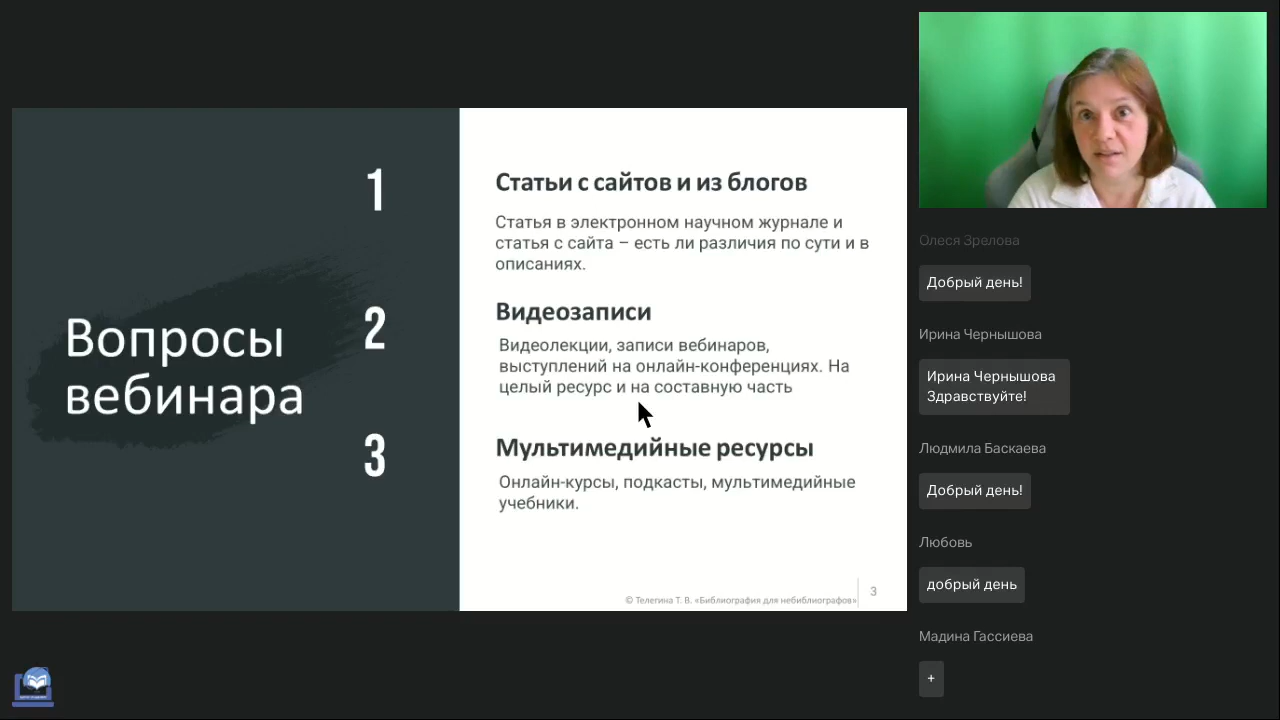 Вопросы
вебинара
1
Статьи с сайтов и из блогов
Статья в электронном научном журнале и
статья с сайта – есть ли различия по сути и в
описаниях.
2
Видеозаписи
Видеолекции, записи вебинаров,
выступлений на онлайн-конференциях. На
целый ресурс и на составную часть
3
Мультимедийные ресурсы
Онлайн-курсы, подкасты, мультимедийные
учебники.
© Телегина Т. В. «Библиография для небиблиографов»
3
Олеся Зрелова
Добрый день!
Ирина Чернышова
Ирина Чернышова
Здравствуйте!
Людмила Баскаева
Добрый день!
Любовь
добрый день
Мадина Гассиева
+